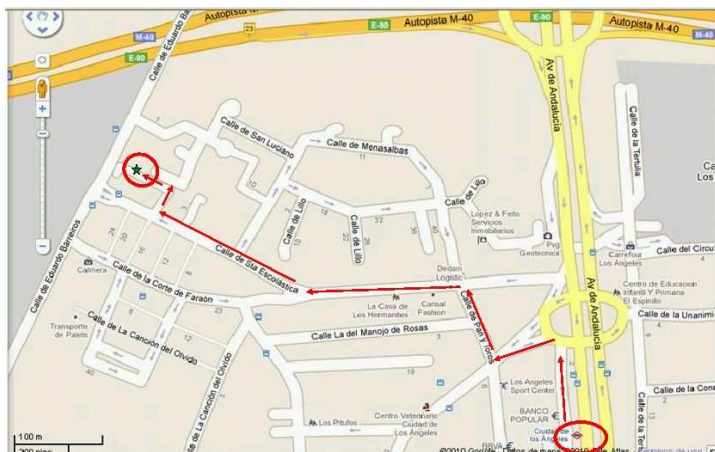 Autopista M-40
E-90
E-90
Autopista M-40
M-40
23
M-40
E-90
Calle de Eduardo Barreros
Av de Andalucía
Calle de San Luciano
Calle de Menasalbas
11
Calle de la Tertulia
Calle de Lillo
Calle de Lillo
Calle de Lillo
Lopez & Feito
Servicios
Inmobiliarios
Pvg
Geotecnica
Carrefour
Los Angeles
Calle del Circu
Calle de Sta Escolástica
Dedam
Logistic
Calmera
Calle de Eduardo Barreros
Calle de la Corte de Faraón
Centro de Educacion
Infantil Y Primaria
El Espinillo
Av de Andalucía
La Casa de
Los Hermanitos
Carisal
Fashion
Calle de Pan y Toros
Calle de la Unanimi
Transporte
de Palets
Calle de La Canción del Olvido
Calle La del Manojo de Rosas
Calle de La Canción del Olvido
Los Angeles
Sport Center
Calle de la Conc
Los Pitufos
Centro Veterinario
Ciudad de
Los Angeles
BANCO
POPULAR
Ciudad de
los Angeles
BBVA
100 m